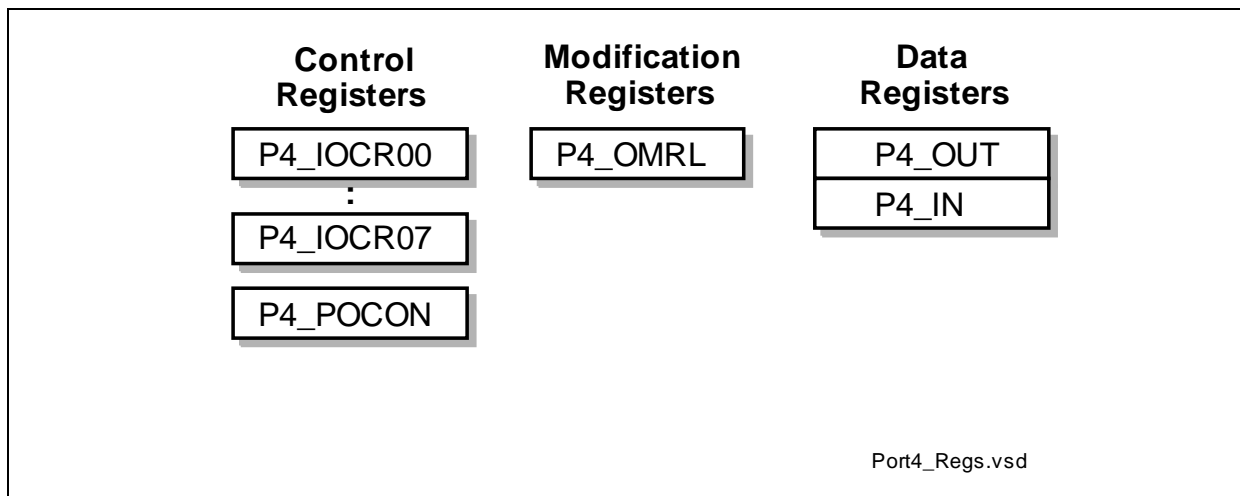 Control
Registers
P4_IOCR00
:
P4_IOCR07
P4_POCON
Modification
Registers
P4_OMRL
Data
Registers
P4_OUT
P4_IN
Port4_Regs.vsd